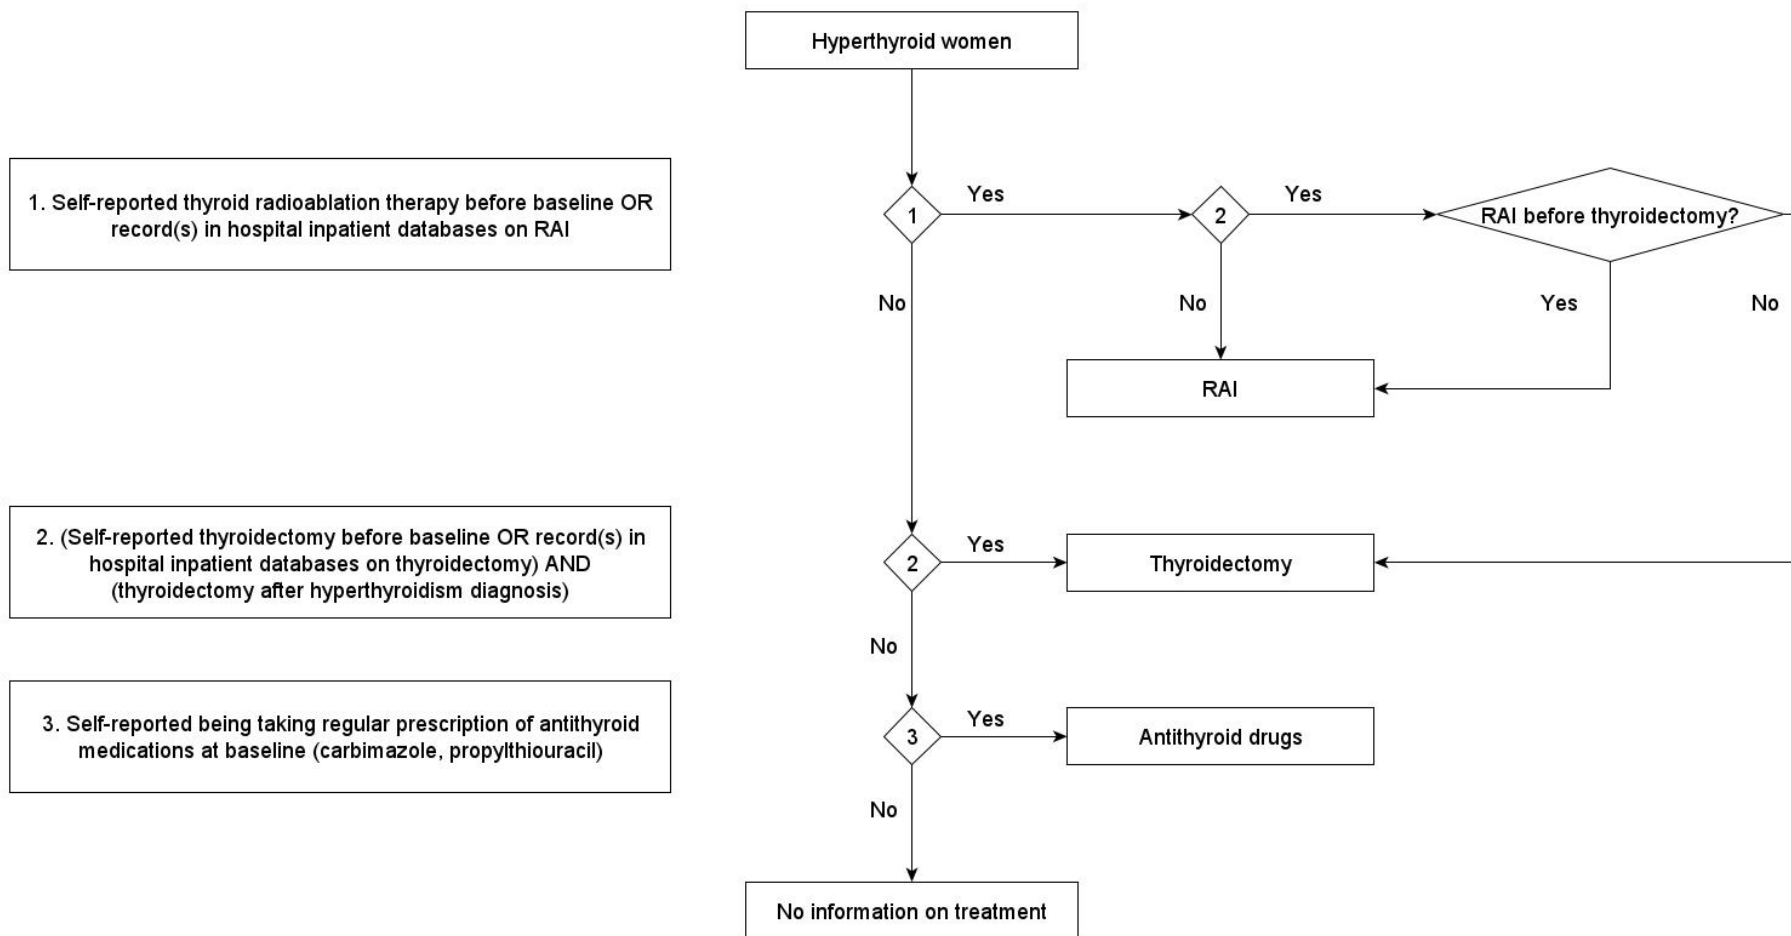 Hyperthyroid women
1. Self-reported thyroid radioablation therapy before baseline OR
record(s) in hospital inpatient databases on RAI
1
Yes
2
Yes
RAI before thyroidectomy?
No
No
Yes
No
RAI
2. (Self-reported thyroidectomy before baseline OR record(s) in
hospital inpatient databases on thyroidectomy) AND
(thyroidectomy after hyperthyroidism diagnosis)
2
Yes
Thyroidectomy
No
3. Self-reported being taking regular prescription of antithyroid
medications at baseline (carbimazole, propylthiouracil)
3
Yes
Antithyroid drugs
No
No information on treatment